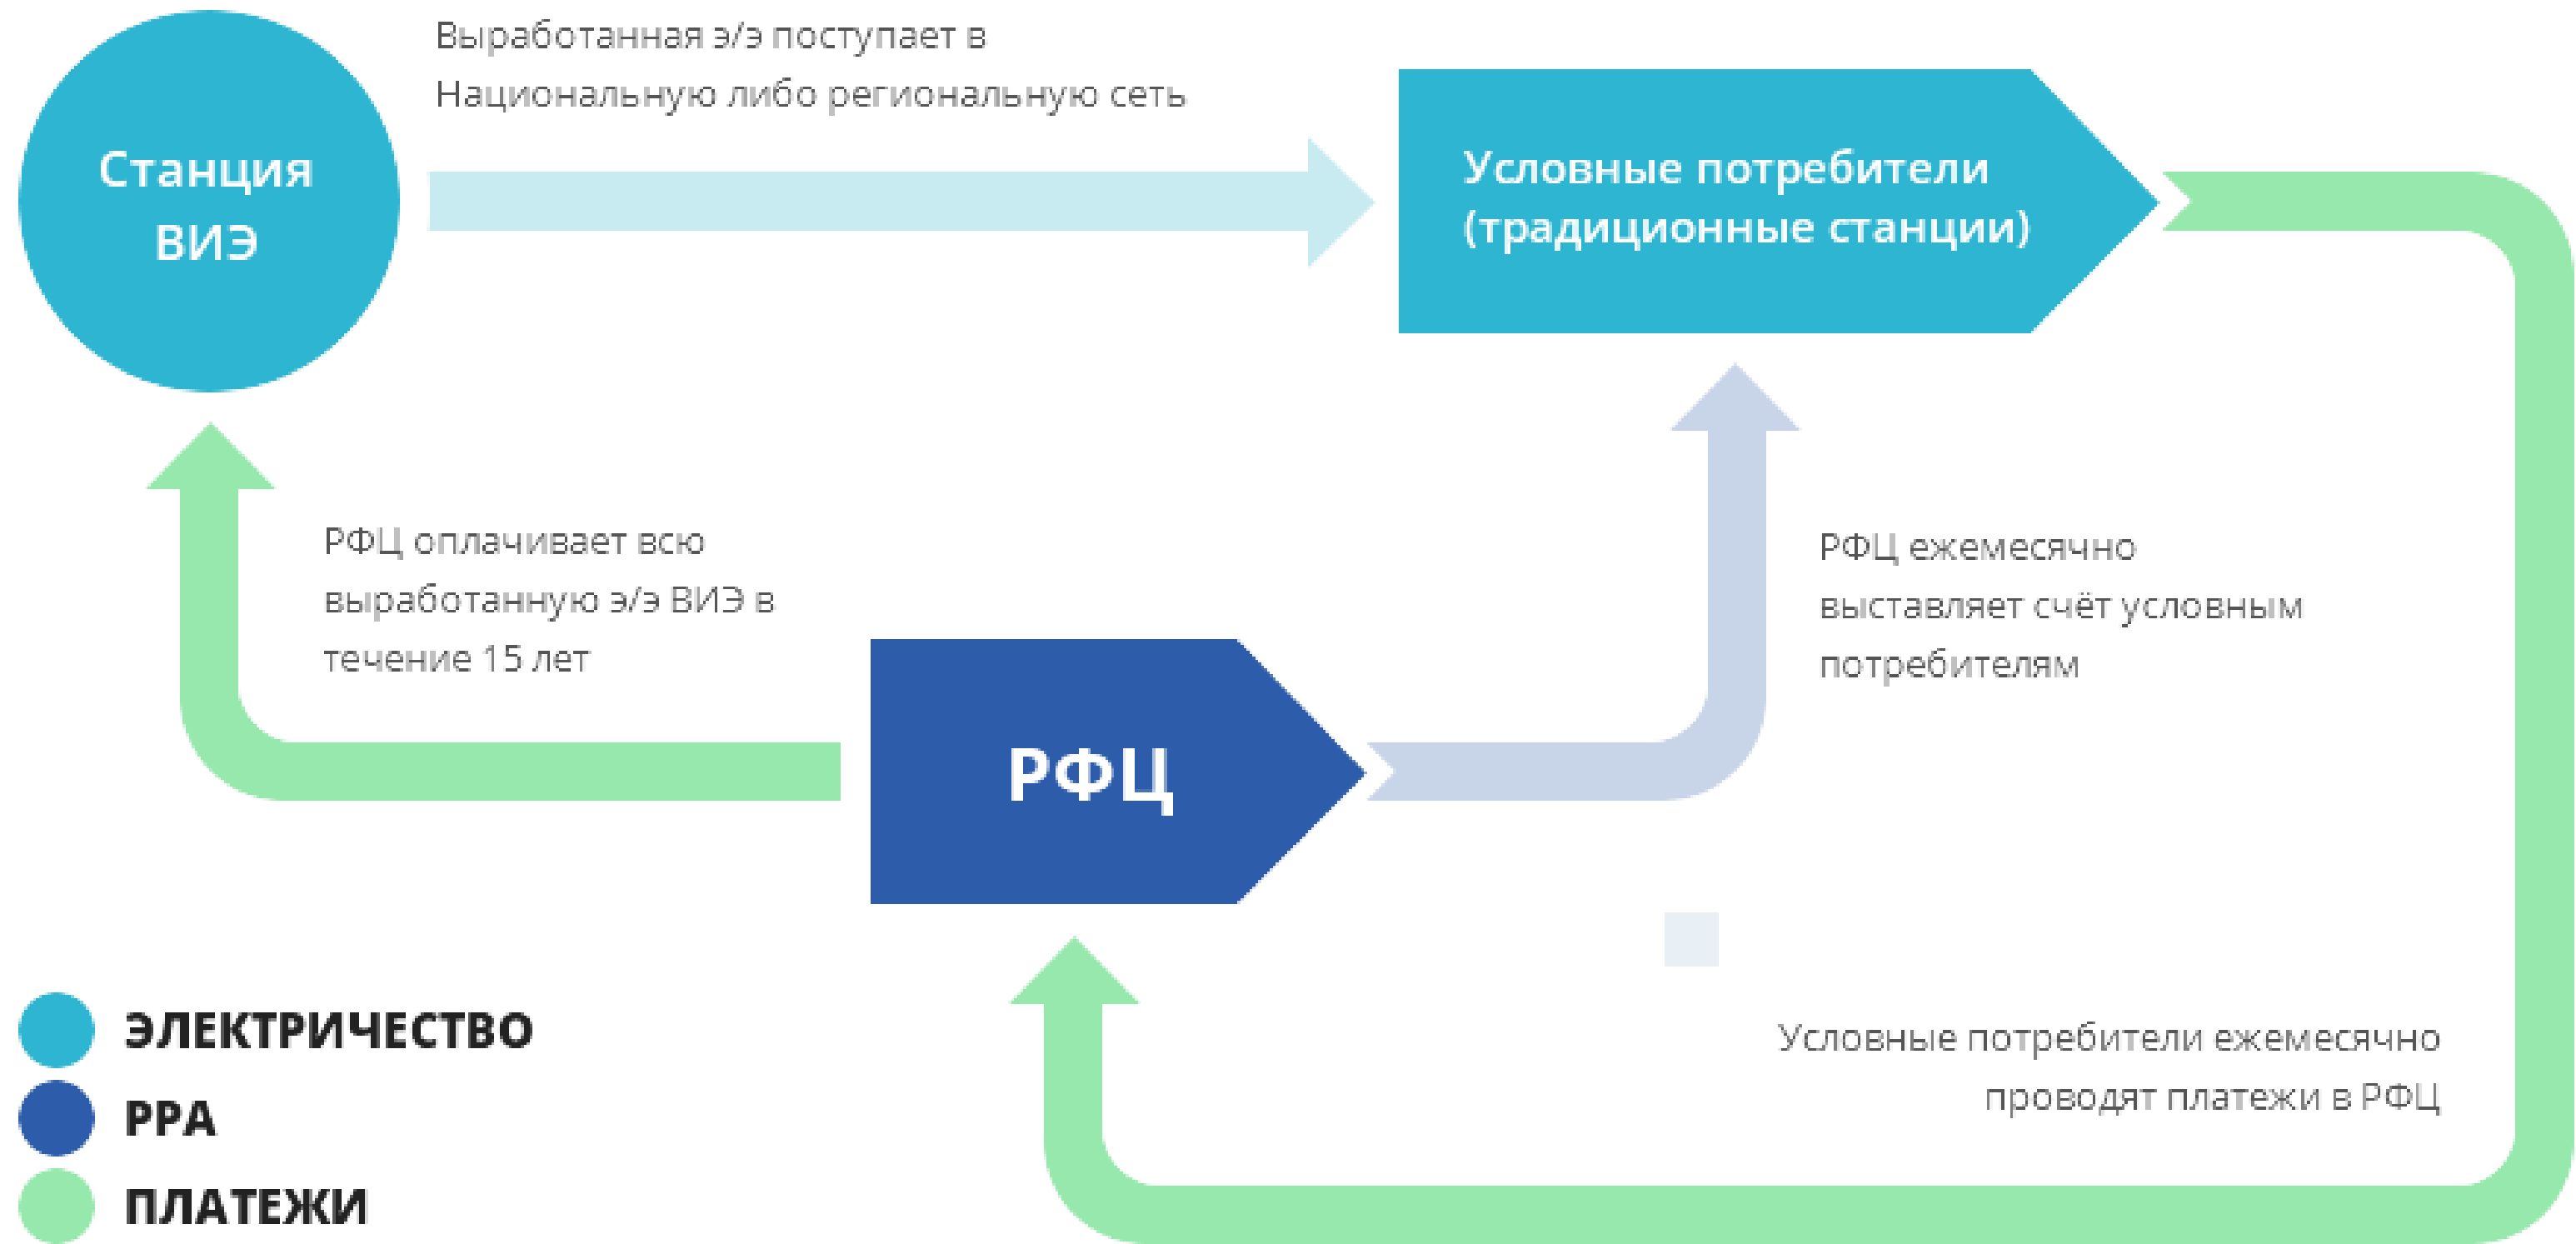 Выработанная э/э поступает в
Национальную либо региональную сеть
Станция
ВИЭ
Условные потребители
(традиционные станции)
РФЦ оплачивает всю
выработанную э/э ВИЭ в
течение 15 лет
РФЦ ежемесячно
выставляет счёт условным
потребителям
РФЦ
Условные потребители ежемесячно
проводят платежи в РФЦ
ЭЛЕКТРИЧЕСТВО
PPA
ПЛАТЕЖИ